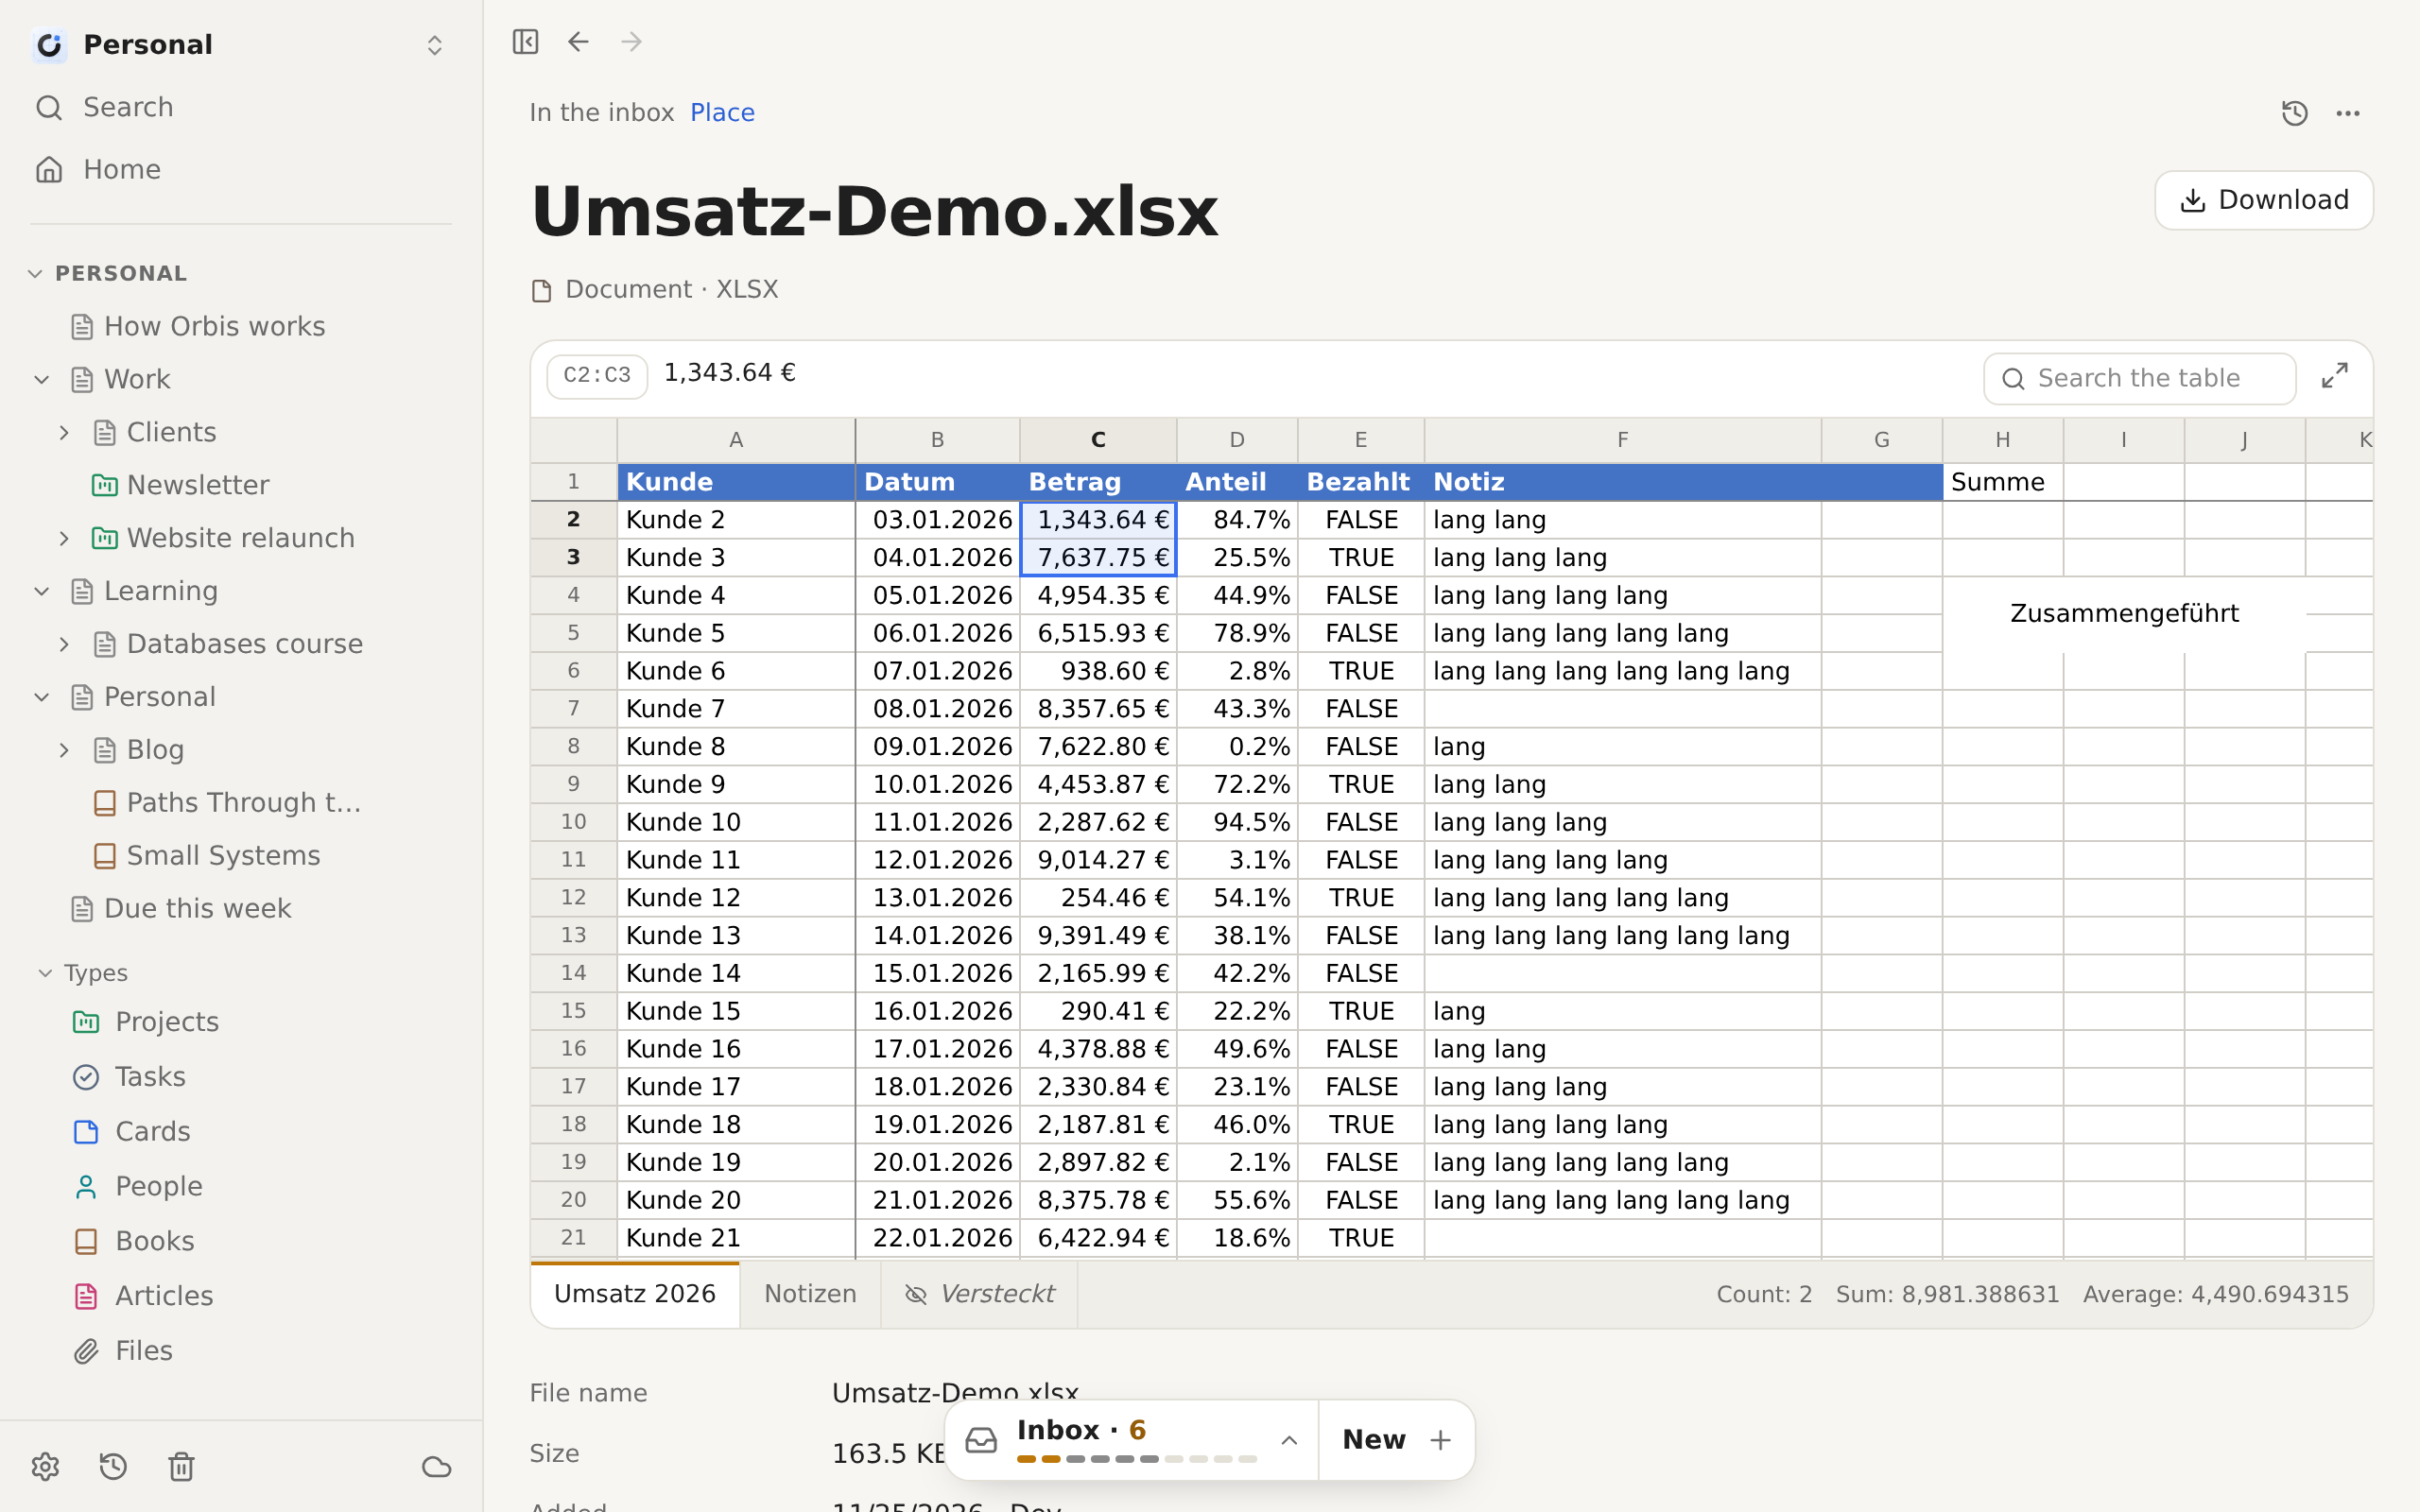 Personal
Search
Home
PERSONAL
How Orbis works
Work
Clients
Newsletter
Website relaunch
Learning
Databases course
Personal
Blog
Paths Through t…
Small Systems
Due this week
Types
Projects
Tasks
Cards
People
Books
Articles
Files
In the inbox Place
Umsatz-Demo.xlsx
Download
Document · XLSX
C2:C3 1,343.64 € Search the table
A B C D E F G H I J K
1 Kunde Datum Betrag Anteil Bezahlt Notiz Summe
2 Kunde 2 03.01.2026 1,343.64 € 84.7% FALSE lang lang
3 Kunde 3 04.01.2026 7,637.75 € 25.5% TRUE lang lang lang
4 Kunde 4 05.01.2026 4,954.35 € 44.9% FALSE lang lang lang lang
Zusammengeführt
5 Kunde 5 06.01.2026 6,515.93 € 78.9% FALSE lang lang lang lang lang
6 Kunde 6 07.01.2026 938.60 € 2.8% TRUE lang lang lang lang lang lang
7 Kunde 7 08.01.2026 8,357.65 € 43.3% FALSE
8 Kunde 8 09.01.2026 7,622.80 € 0.2% FALSE lang
9 Kunde 9 10.01.2026 4,453.87 € 72.2% TRUE lang lang
10 Kunde 10 11.01.2026 2,287.62 € 94.5% FALSE lang lang lang
11 Kunde 11 12.01.2026 9,014.27 € 3.1% FALSE lang lang lang lang
12 Kunde 12 13.01.2026 254.46 € 54.1% TRUE lang lang lang lang lang
13 Kunde 13 14.01.2026 9,391.49 € 38.1% FALSE lang lang lang lang lang lang
14 Kunde 14 15.01.2026 2,165.99 € 42.2% FALSE
15 Kunde 15 16.01.2026 290.41 € 22.2% TRUE lang
16 Kunde 16 17.01.2026 4,378.88 € 49.6% FALSE lang lang
17 Kunde 17 18.01.2026 2,330.84 € 23.1% FALSE lang lang lang
18 Kunde 18 19.01.2026 2,187.81 € 46.0% TRUE lang lang lang lang
19 Kunde 19 20.01.2026 2,897.82 € 2.1% FALSE lang lang lang lang lang
20 Kunde 20 21.01.2026 8,375.78 € 55.6% FALSE lang lang lang lang lang lang
21 Kunde 21 22.01.2026 6,422.94 € 18.6% TRUE
Umsatz 2026 Notizen Versteckt Count: 2 Sum: 8,981.388631 Average: 4,490.694315
File name Umsatz-Demo.xlsx
Size 163.5 KB
Inbox · 6
New